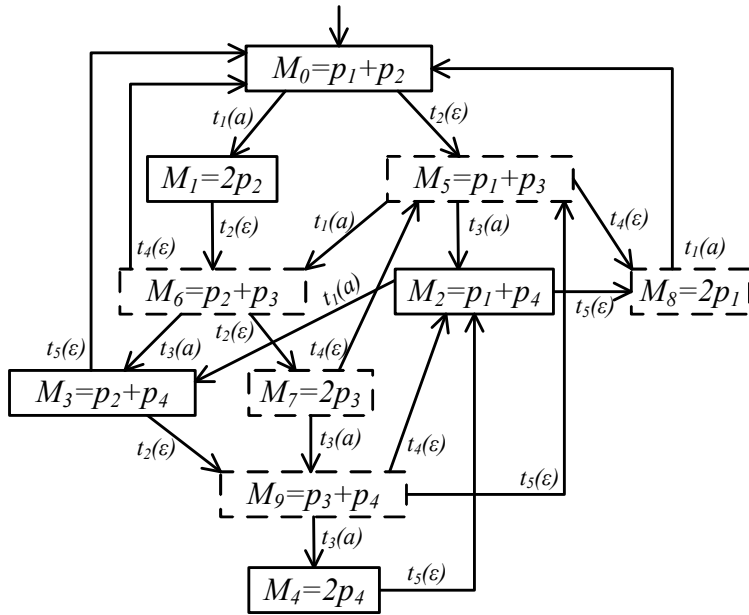 M₀=p₁+p₂
t₁(a)
t₂(ε)
M₁=2p₂
M₅=p₁+p₃
t₂(ε)
t₁(a)
t₃(a)
t₄(ε)
t₄(ε)
t₁(a)
M₆=p₂+p₃
t₁(a)
M₂=p₁+p₄
t₅(ε)
M₈=2p₁
t₅(ε)
t₃(a)
t₂(ε)
t₄(ε)
M₃=p₂+p₄
M₇=2p₃
t₂(ε)
t₃(a)
t₄(ε)
M₉=p₃+p₄
t₅(ε)
t₃(a)
M₄=2p₄
t₅(ε)